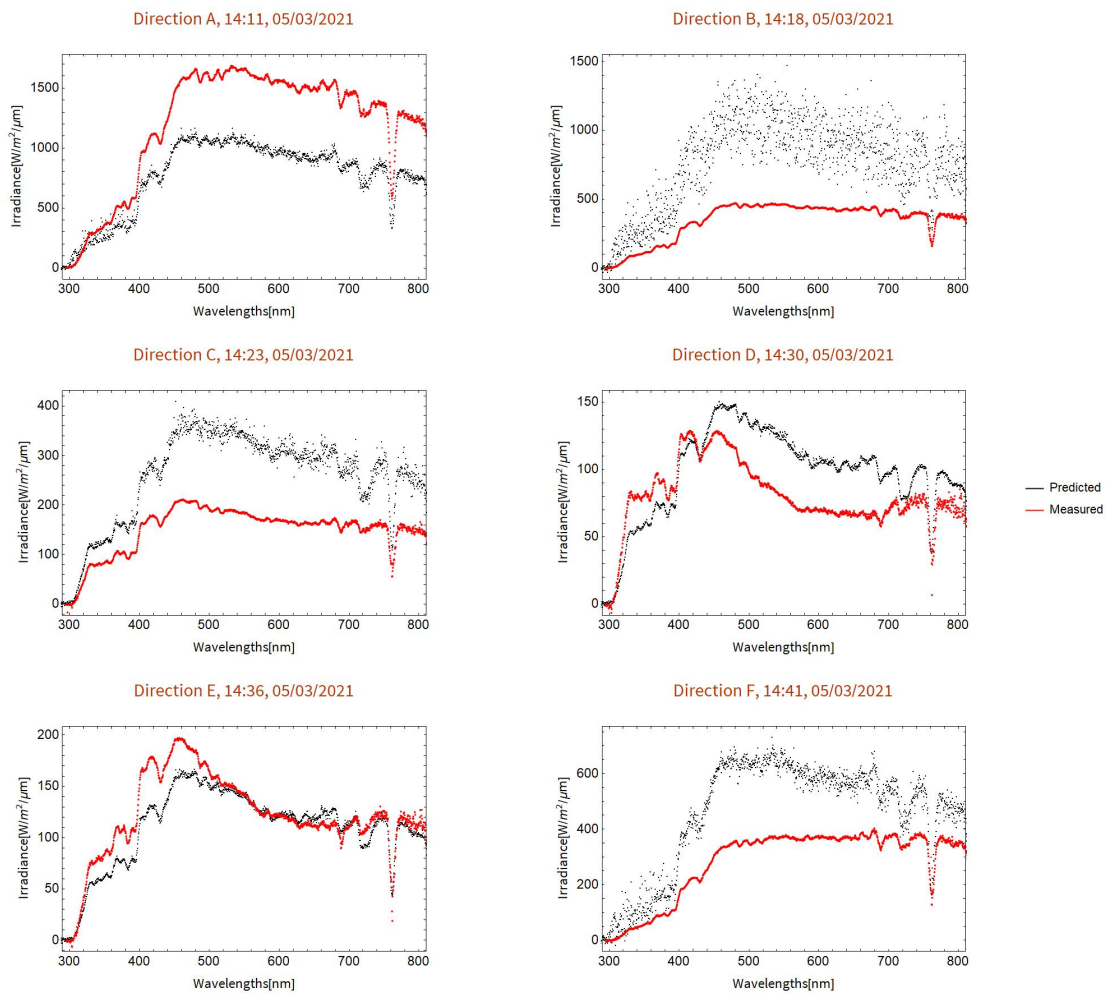 Direction A, 14:11, 05/03/2021
Direction B, 14:18, 05/03/2021
Irradiance[W/m²/μm]
1500
1000
500
0
300 400 500 600 700 800
Wavelengths[nm]
Irradiance[W/m²/μm]
1500
1000
500
0
300 400 500 600 700 800
Wavelengths[nm]
Direction C, 14:23, 05/03/2021
Direction D, 14:30, 05/03/2021
Irradiance[W/m²/μm]
400
300
200
100
0
300 400 500 600 700 800
Wavelengths[nm]
Irradiance[W/m²/μm]
150
100
50
0
300 400 500 600 700 800
Wavelengths[nm]
Predicted
Measured
Direction E, 14:36, 05/03/2021
Direction F, 14:41, 05/03/2021
Irradiance[W/m²/μm]
200
150
100
50
0
300 400 500 600 700 800
Wavelengths[nm]
Irradiance[W/m²/μm]
600
400
200
0
300 400 500 600 700 800
Wavelengths[nm]